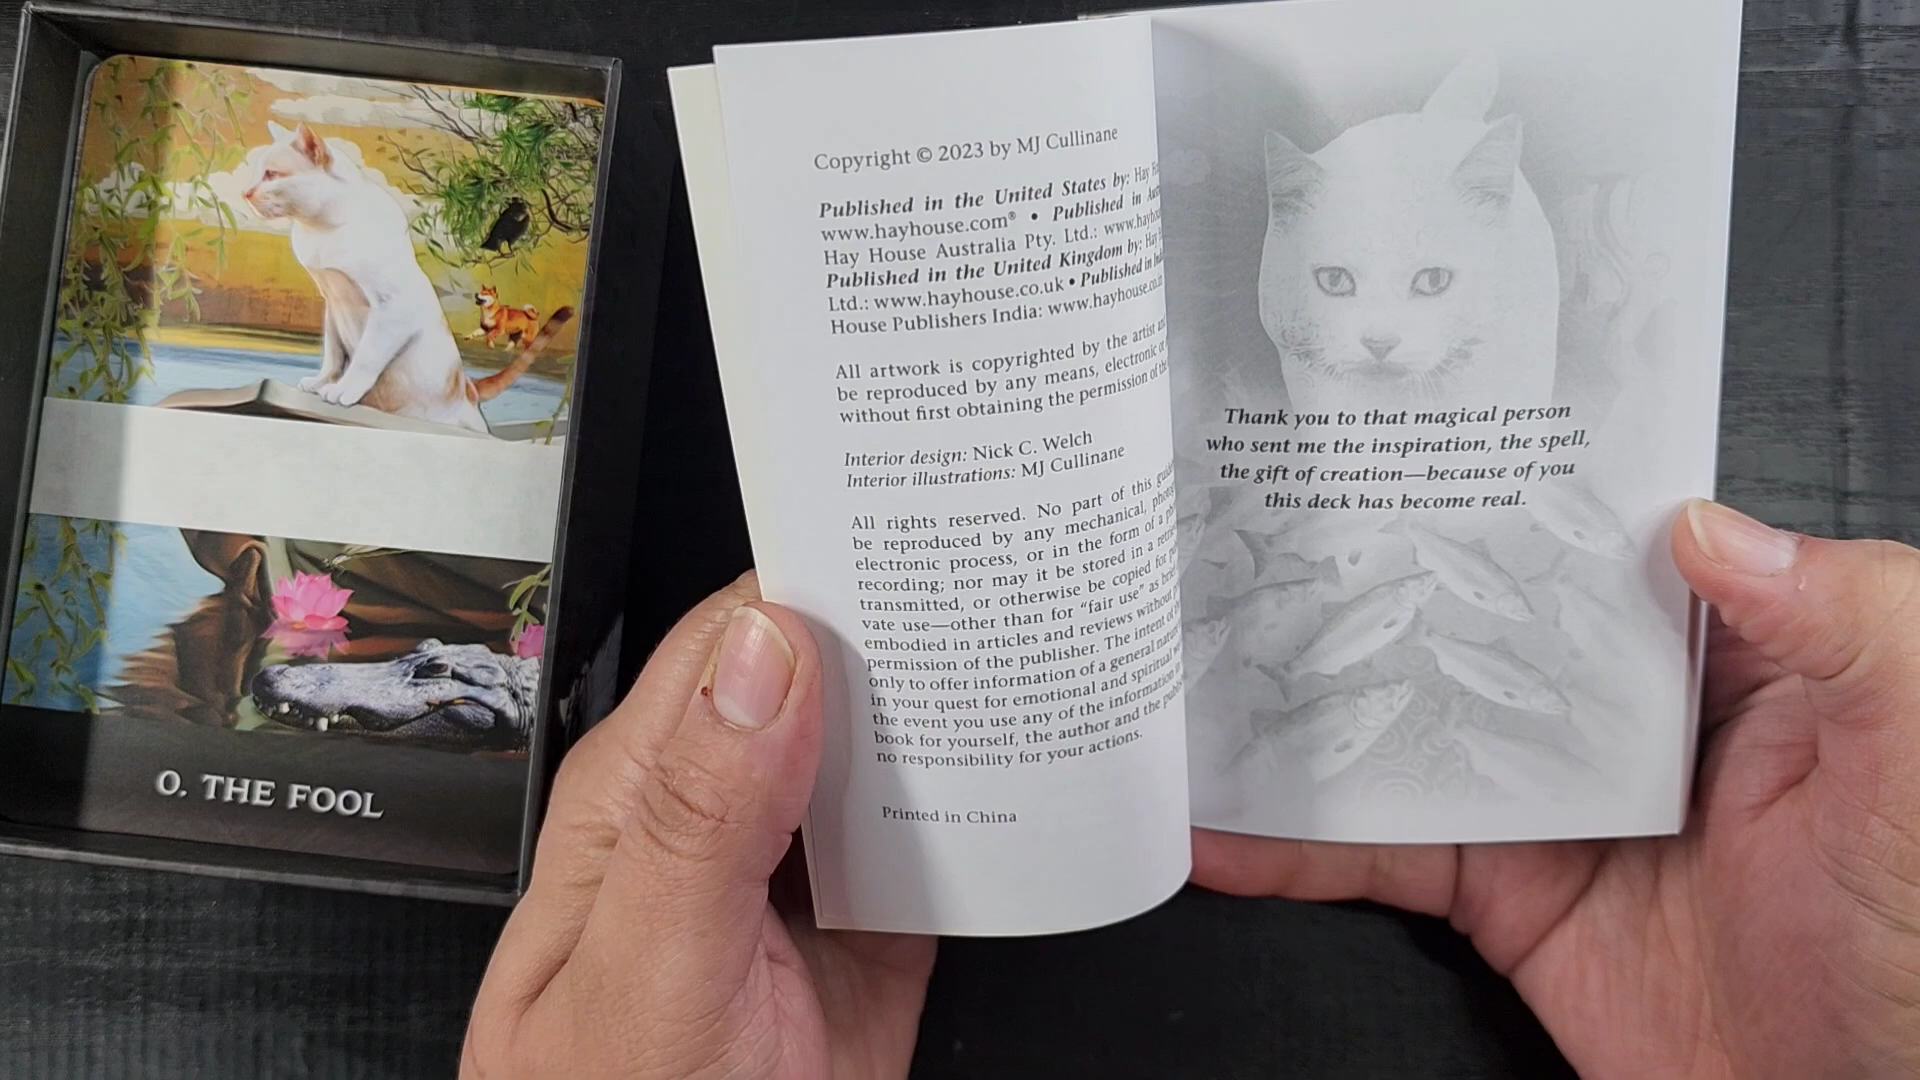 O. THE FOOL
Copyright © 2023 by MJ Cullinane
Published in the United States by: Hay
www.hayhouse.com® • Published in
Hay House Australia Pty. Ltd.:
Published in the United Kingdom by: Hay
Ltd.: www.hayhouse.co.uk • Published in
House Publishers India: www.hayhouse.co.in
All artwork is copyrighted by the artist
be reproduced by any means, electronic or
without first obtaining the permission of the
Interior design: Nick C. Welch
Interior illustrations: MJ Cullinane
All rights reserved. No part of this
be reproduced by any mechanical,
electronic process, or in the form of a
recording; nor may it be stored in a
transmitted, or otherwise be copied for
vate use—other than for “fair use” as
embodied in articles and reviews without
permission of the publisher. The intent of
only to offer information of a general
in your quest for emotional and spiritual
the event you use any of the information
book for yourself, the author and the
no responsibility for your actions.
Printed in China
Thank you to that magical person
who sent me the inspiration, the spell,
the gift of creation—because of you
this deck has become real.